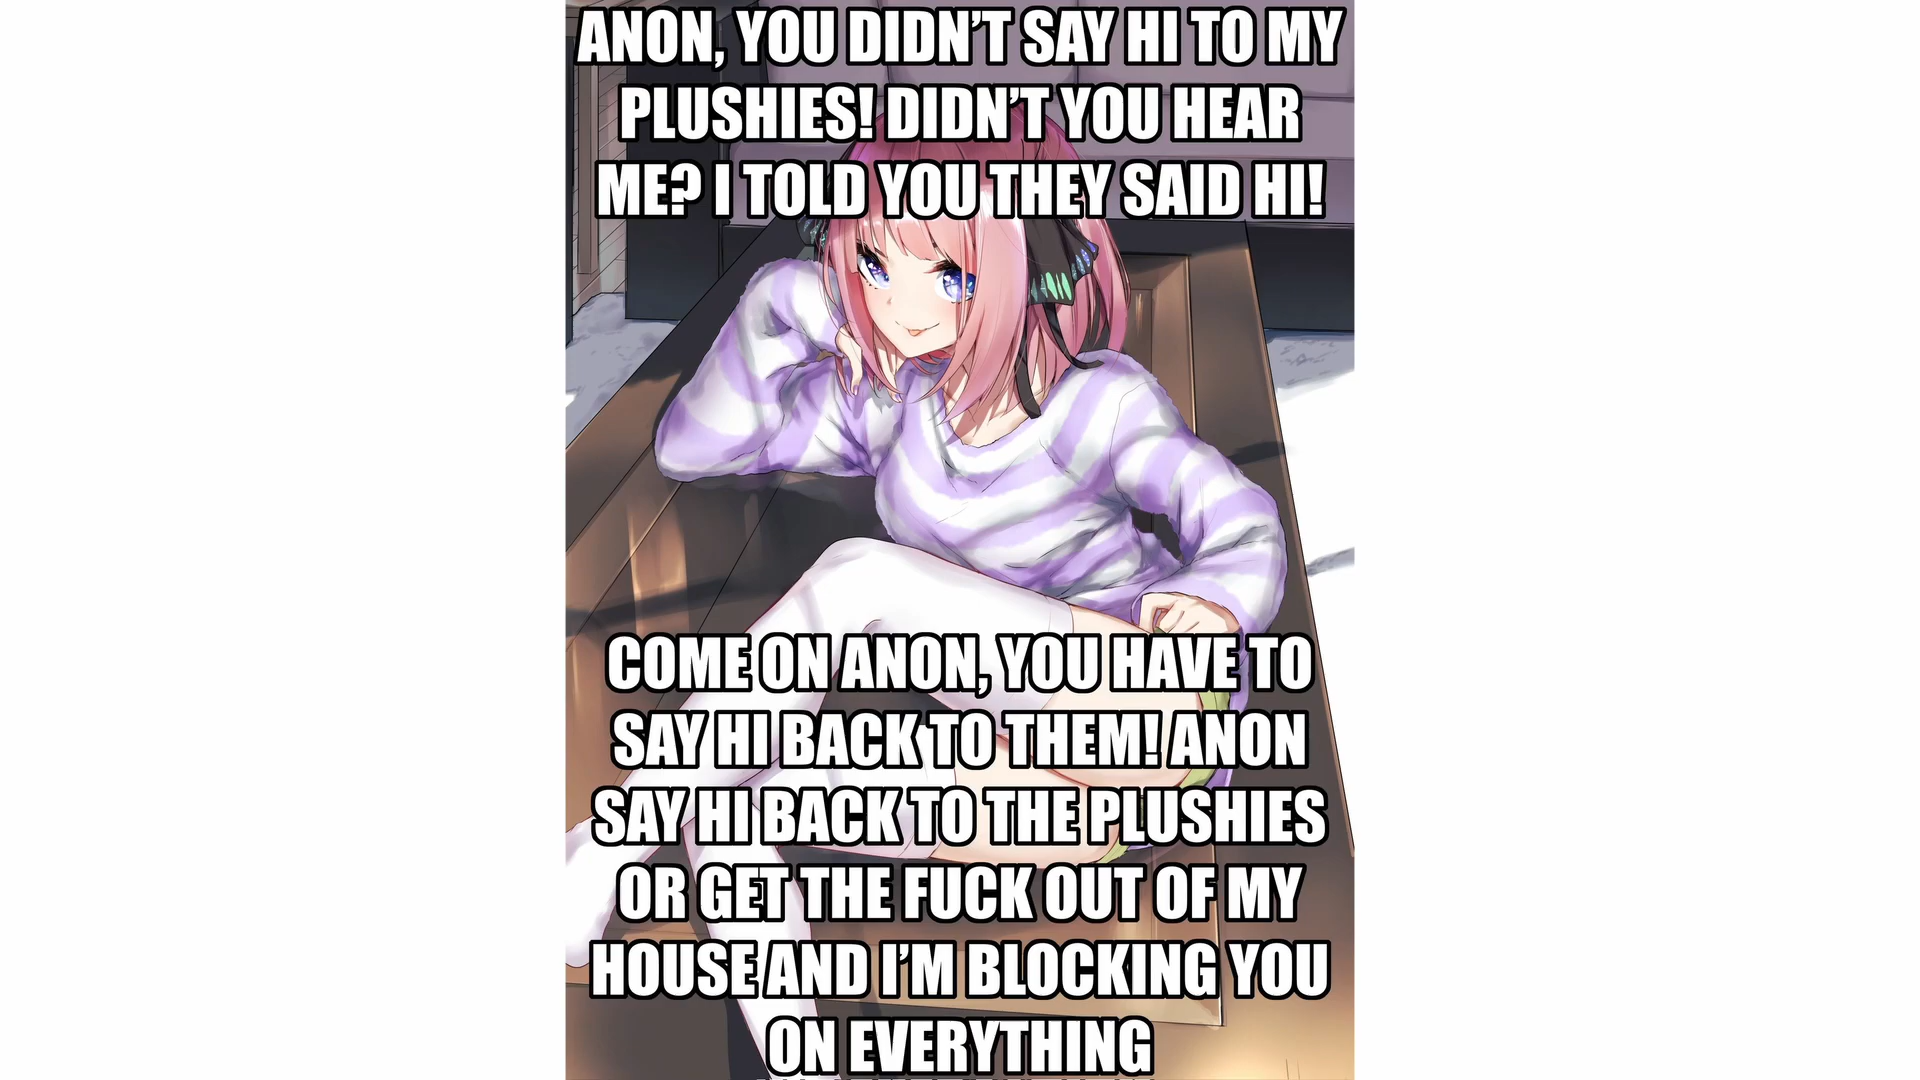 ANON, YOU DIDN'T SAY HI TO MY
PLUSHIES! DIDN'T YOU HEAR
ME? I TOLD YOU THEY SAID HI!
COME ON ANON, YOU HAVE TO
SAY HI BACK TO THEM! ANON
SAY HI BACK TO THE PLUSHIES
OR GET THE FUCK OUT OF MY
HOUSE AND I'M BLOCKING YOU
ON EVERYTHING